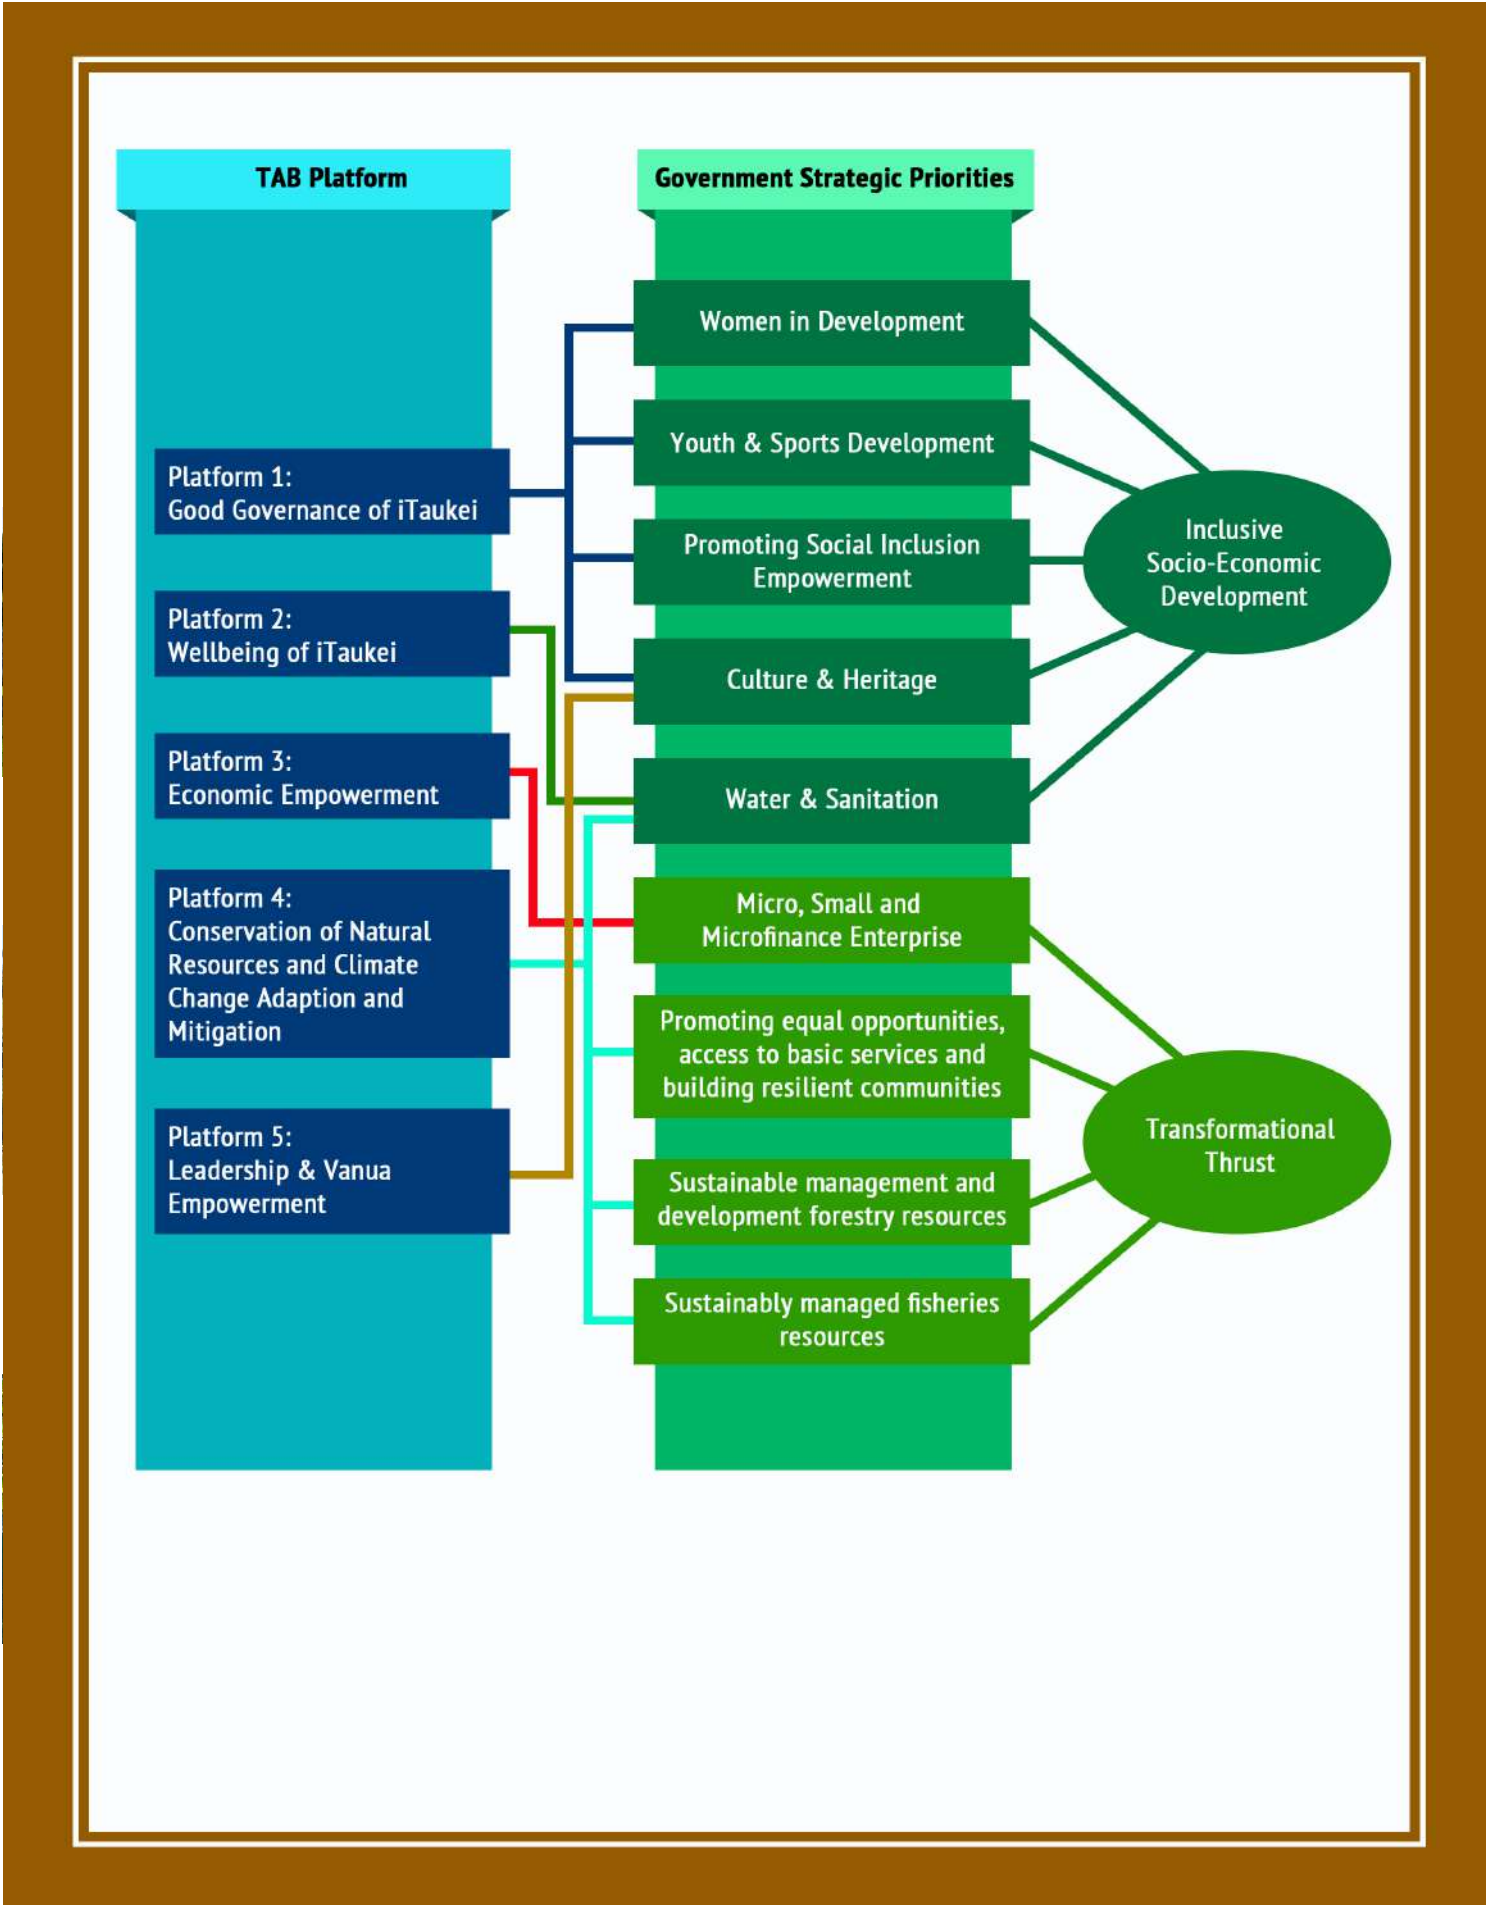 TAB Platform
Platform 1:
Good Governance of iTaukei
Platform 2:
Wellbeing of iTaukei
Platform 3:
Economic Empowerment
Platform 4:
Conservation of Natural
Resources and Climate
Change Adaption and
Mitigation
Platform 5:
Leadership & Vanua
Empowerment
Government Strategic Priorities
Women in Development
Youth & Sports Development
Promoting Social Inclusion
Empowerment
Culture & Heritage
Water & Sanitation
Micro, Small and
Microfinance Enterprise
Promoting equal opportunities,
access to basic services and
building resilient communities
Sustainable management and
development forestry resources
Sustainably managed fisheries
resources
Inclusive
Socio-Economic
Development
Transformational
Thrust